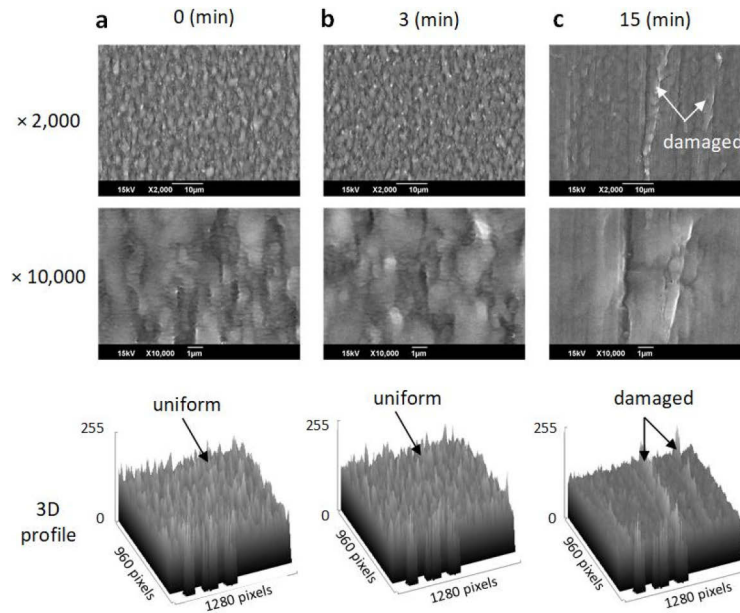 a 0 (min) b 3 (min) c 15 (min)
× 2,000
damaged
15kV X2,000 10µm
15kV X2,000 10µm
15kV X2,000 10µm
× 10,000
15kV X10,000 1µm
15kV X10,000 1µm
15kV X10,000 1µm
uniform uniform damaged
255 255 255
3D profile
0 0 0
960 pixels 1280 pixels
960 pixels 1280 pixels
960 pixels 1280 pixels